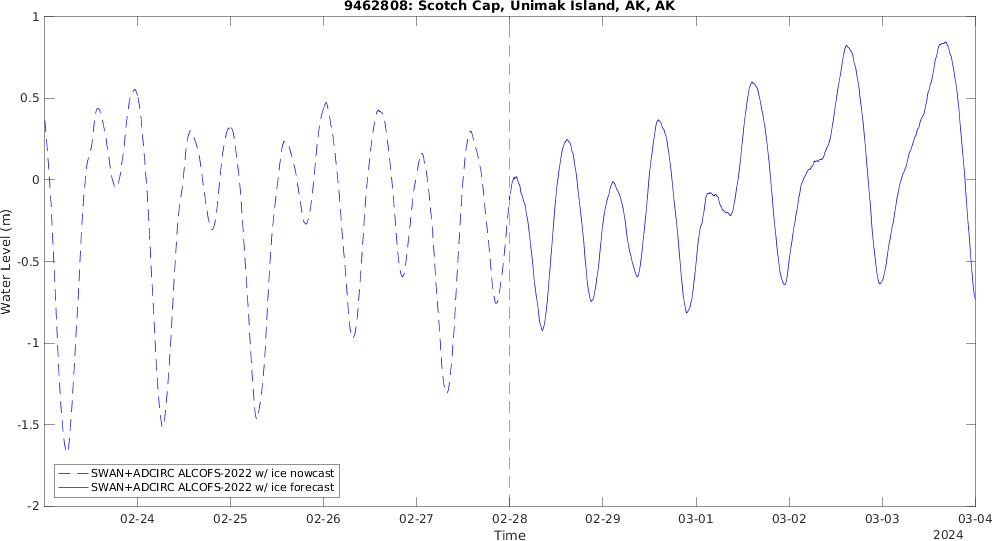 9462808: Scotch Cap, Unimak Island, AK, AK
1
0.5
0
-0.5
-1
-1.5
-2
Water Level (m)
SWAN+ADCIRC ALCOFS-2022 w/ ice nowcast
SWAN+ADCIRC ALCOFS-2022 w/ ice forecast
02-24 02-25 02-26 02-27 02-28 02-29 03-01 03-02 03-03 03-04
Time
2024